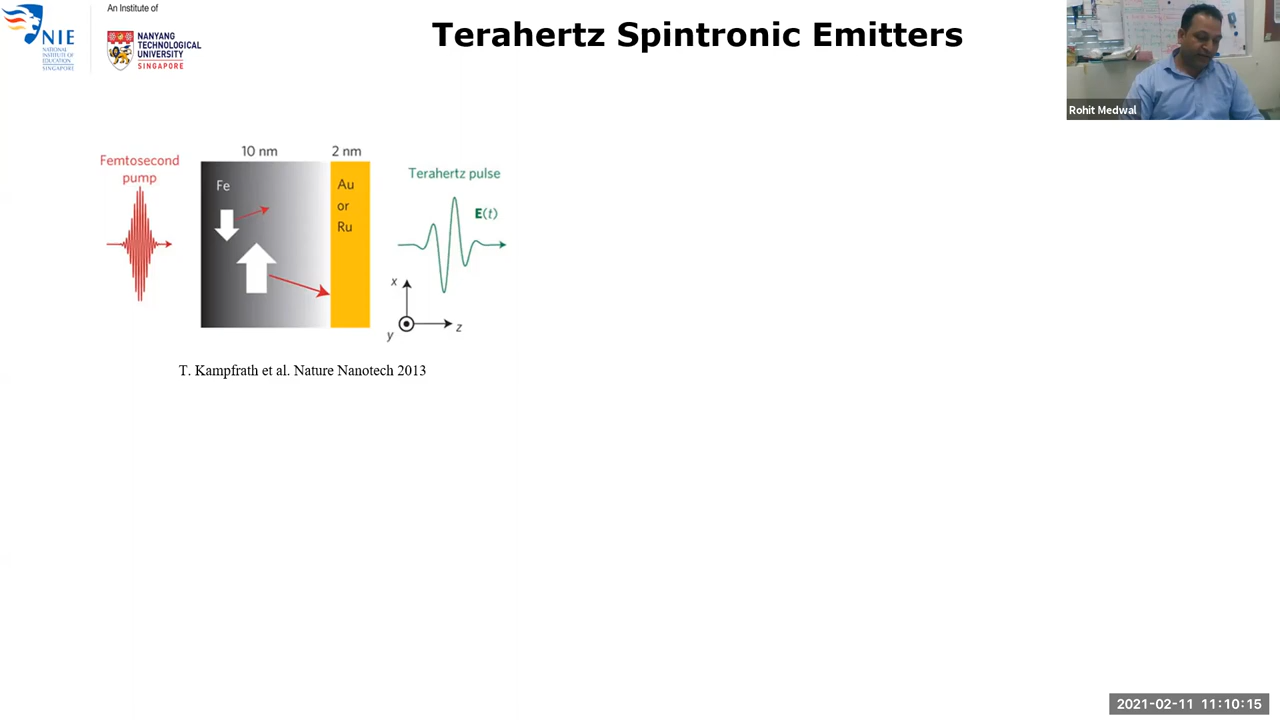 An Institute of
NIE
NATIONAL
INSTITUTE OF
EDUCATION
SINGAPORE
NANYANG
TECHNOLOGICAL
UNIVERSITY
SINGAPORE
Terahertz Spintronic Emitters
Rohit Medwal
10 nm
2 nm
Femtosecond
pump
Fe
Au
or
Ru
Terahertz pulse
E(t)
x
y
z
T. Kampfrath et al. Nature Nanotech 2013
2021-02-11 11:10:15